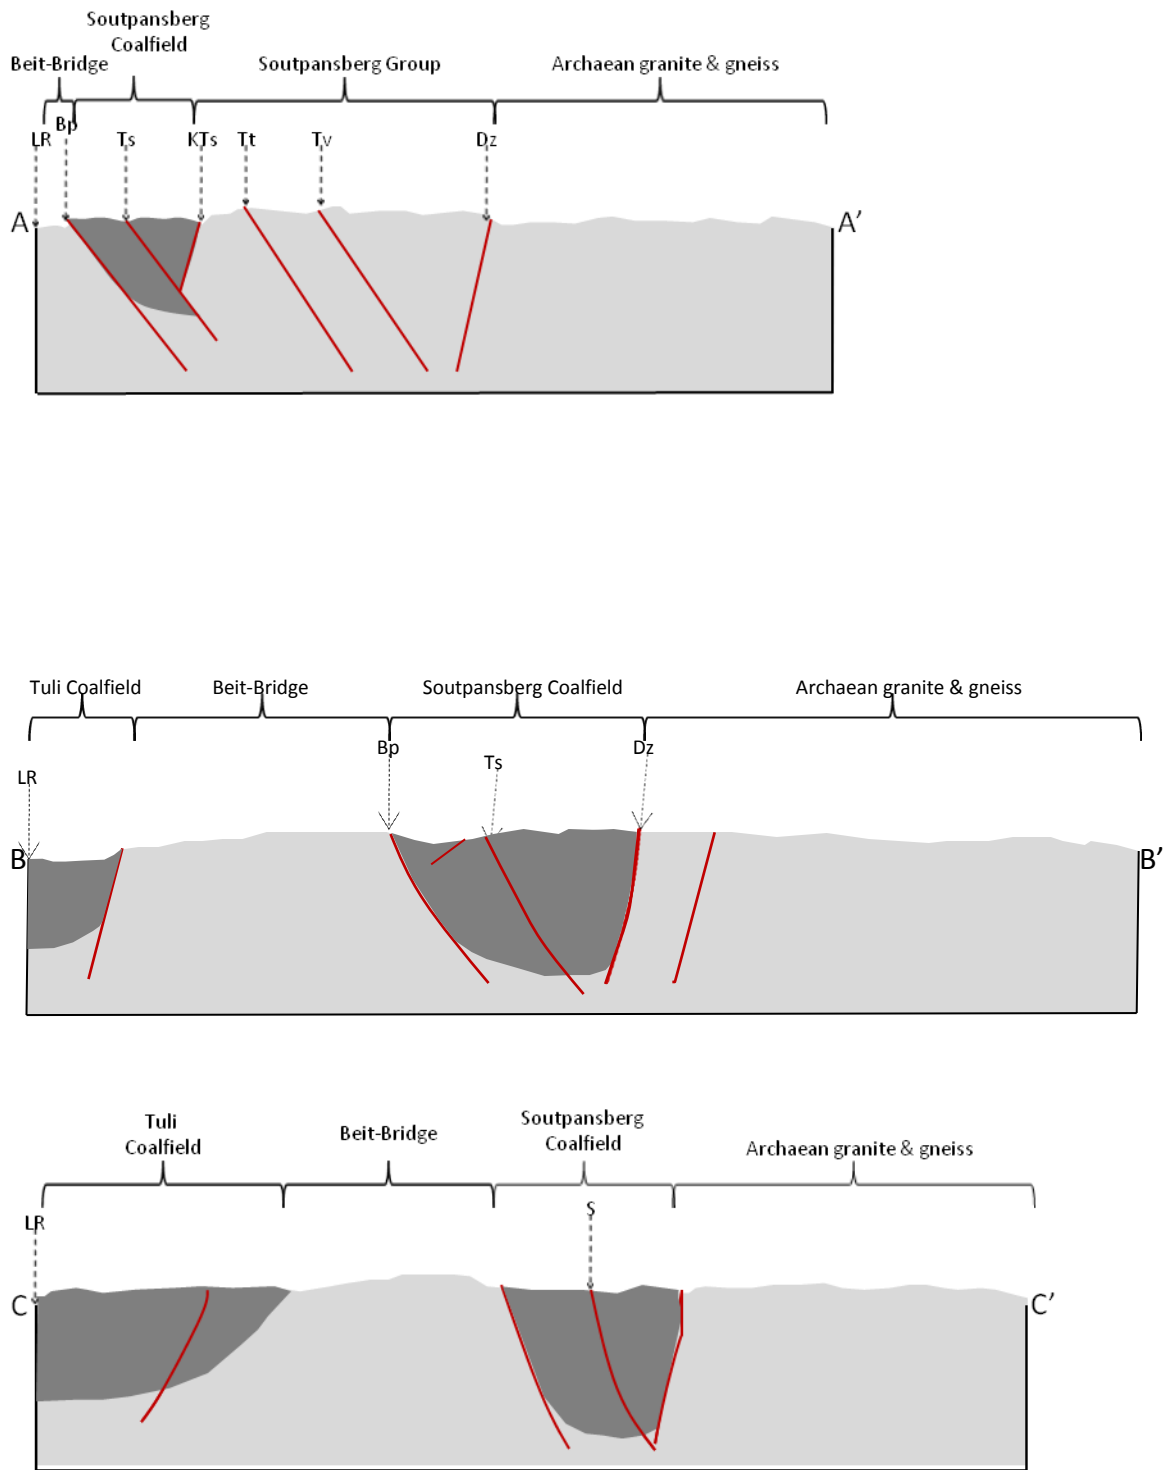 Soutpansberg
Coalfield
Beit-Bridge
Soutpansberg Group
Archaean granite & gneiss
LR
Bp
Ts
KTs
Tt
Tv
Dz
A
A’
Tuli Coalfield
Beit-Bridge
Soutpansberg Coalfield
Archaean granite & gneiss
LR
Bp
Ts
Dz
B
B’
Tuli
Coalfield
Beit-Bridge
Soutpansberg
Coalfield
Archaean granite & gneiss
LR
S
C
C’